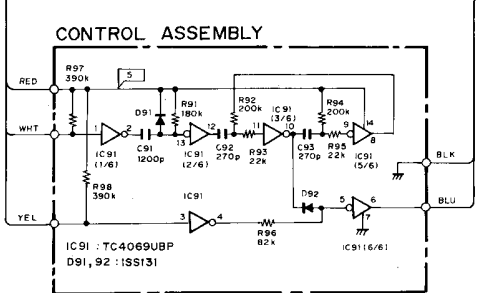 CONTROL ASSEMBLY
R97
390k
5
RED
D91
R91
180k
R92
200k
IC91
(3/6)
R94
200k
14
WHT
1
2
13
12
11
10
9
8
C91
1200p
IC91
(1/6)
IC91
(2/6)
C92
270p
R93
22k
C93
270p
R95
22k
IC91
(5/6)
R98
390k
BLK
D92
IC91
YEL
3
4
5
6
7
BLU
R96
82k
IC91(6/6)
IC91 : TC4069UBP
D91, 92 : ISS131